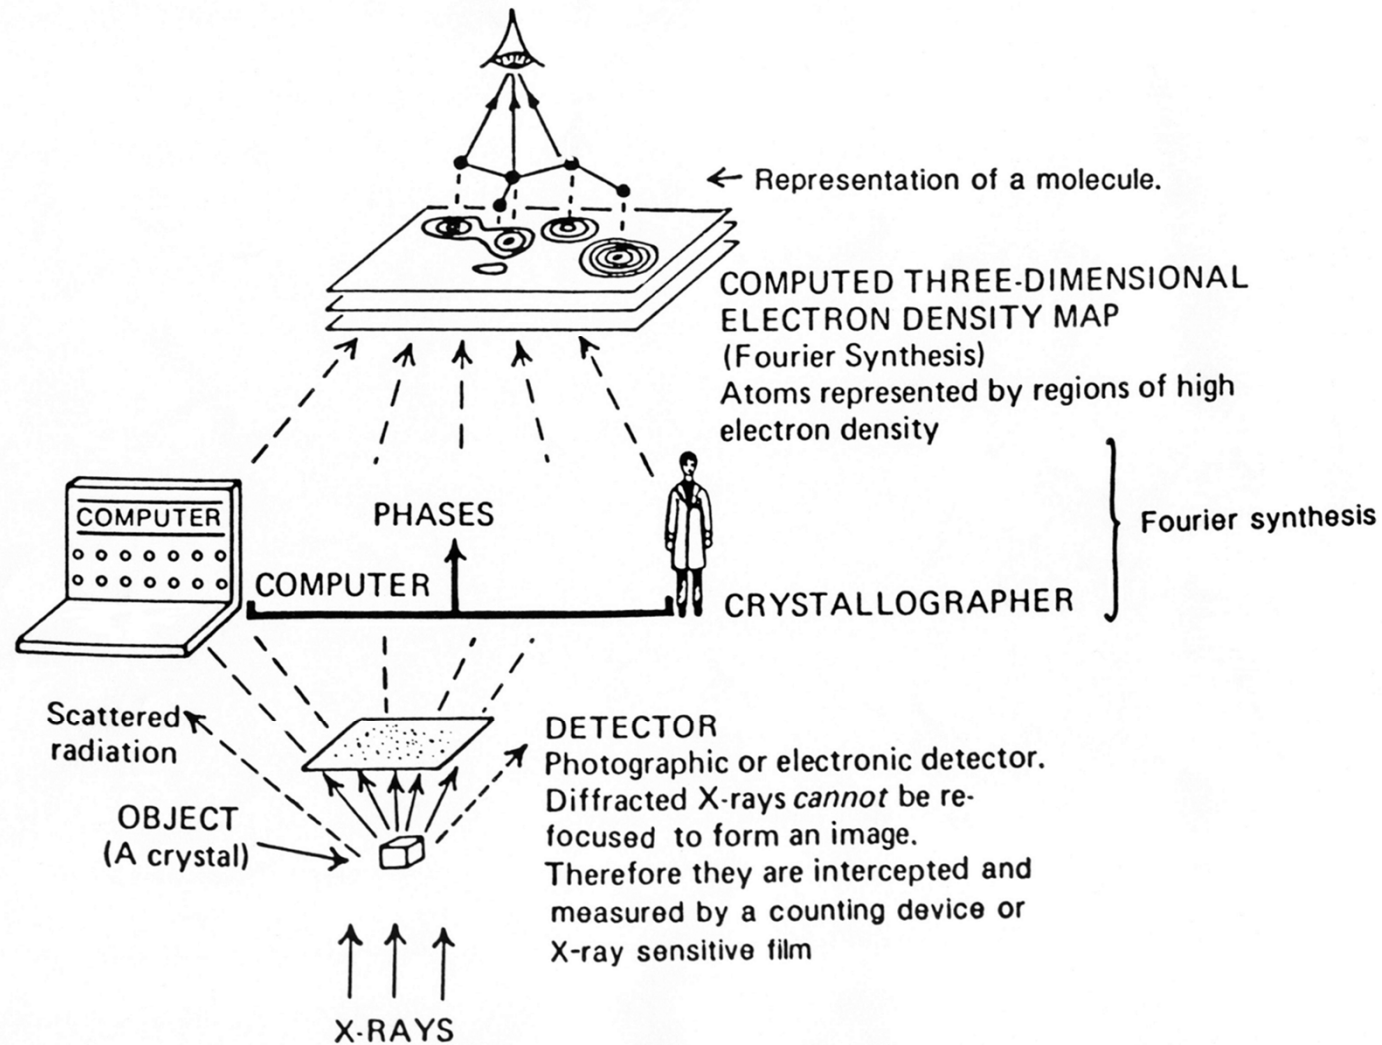 Representation of a molecule.
COMPUTED THREE-DIMENSIONAL
ELECTRON DENSITY MAP
(Fourier Synthesis)
Atoms represented by regions of high
electron density
COMPUTER
PHASES
Fourier synthesis
COMPUTER
CRYSTALLOGRAPHER
Scattered
radiation
DETECTOR
Photographic or electronic detector.
Diffracted X-rays cannot be re-
focused to form an image.
Therefore they are intercepted and
measured by a counting device or
X-ray sensitive film
OBJECT
(A crystal)
X-RAYS